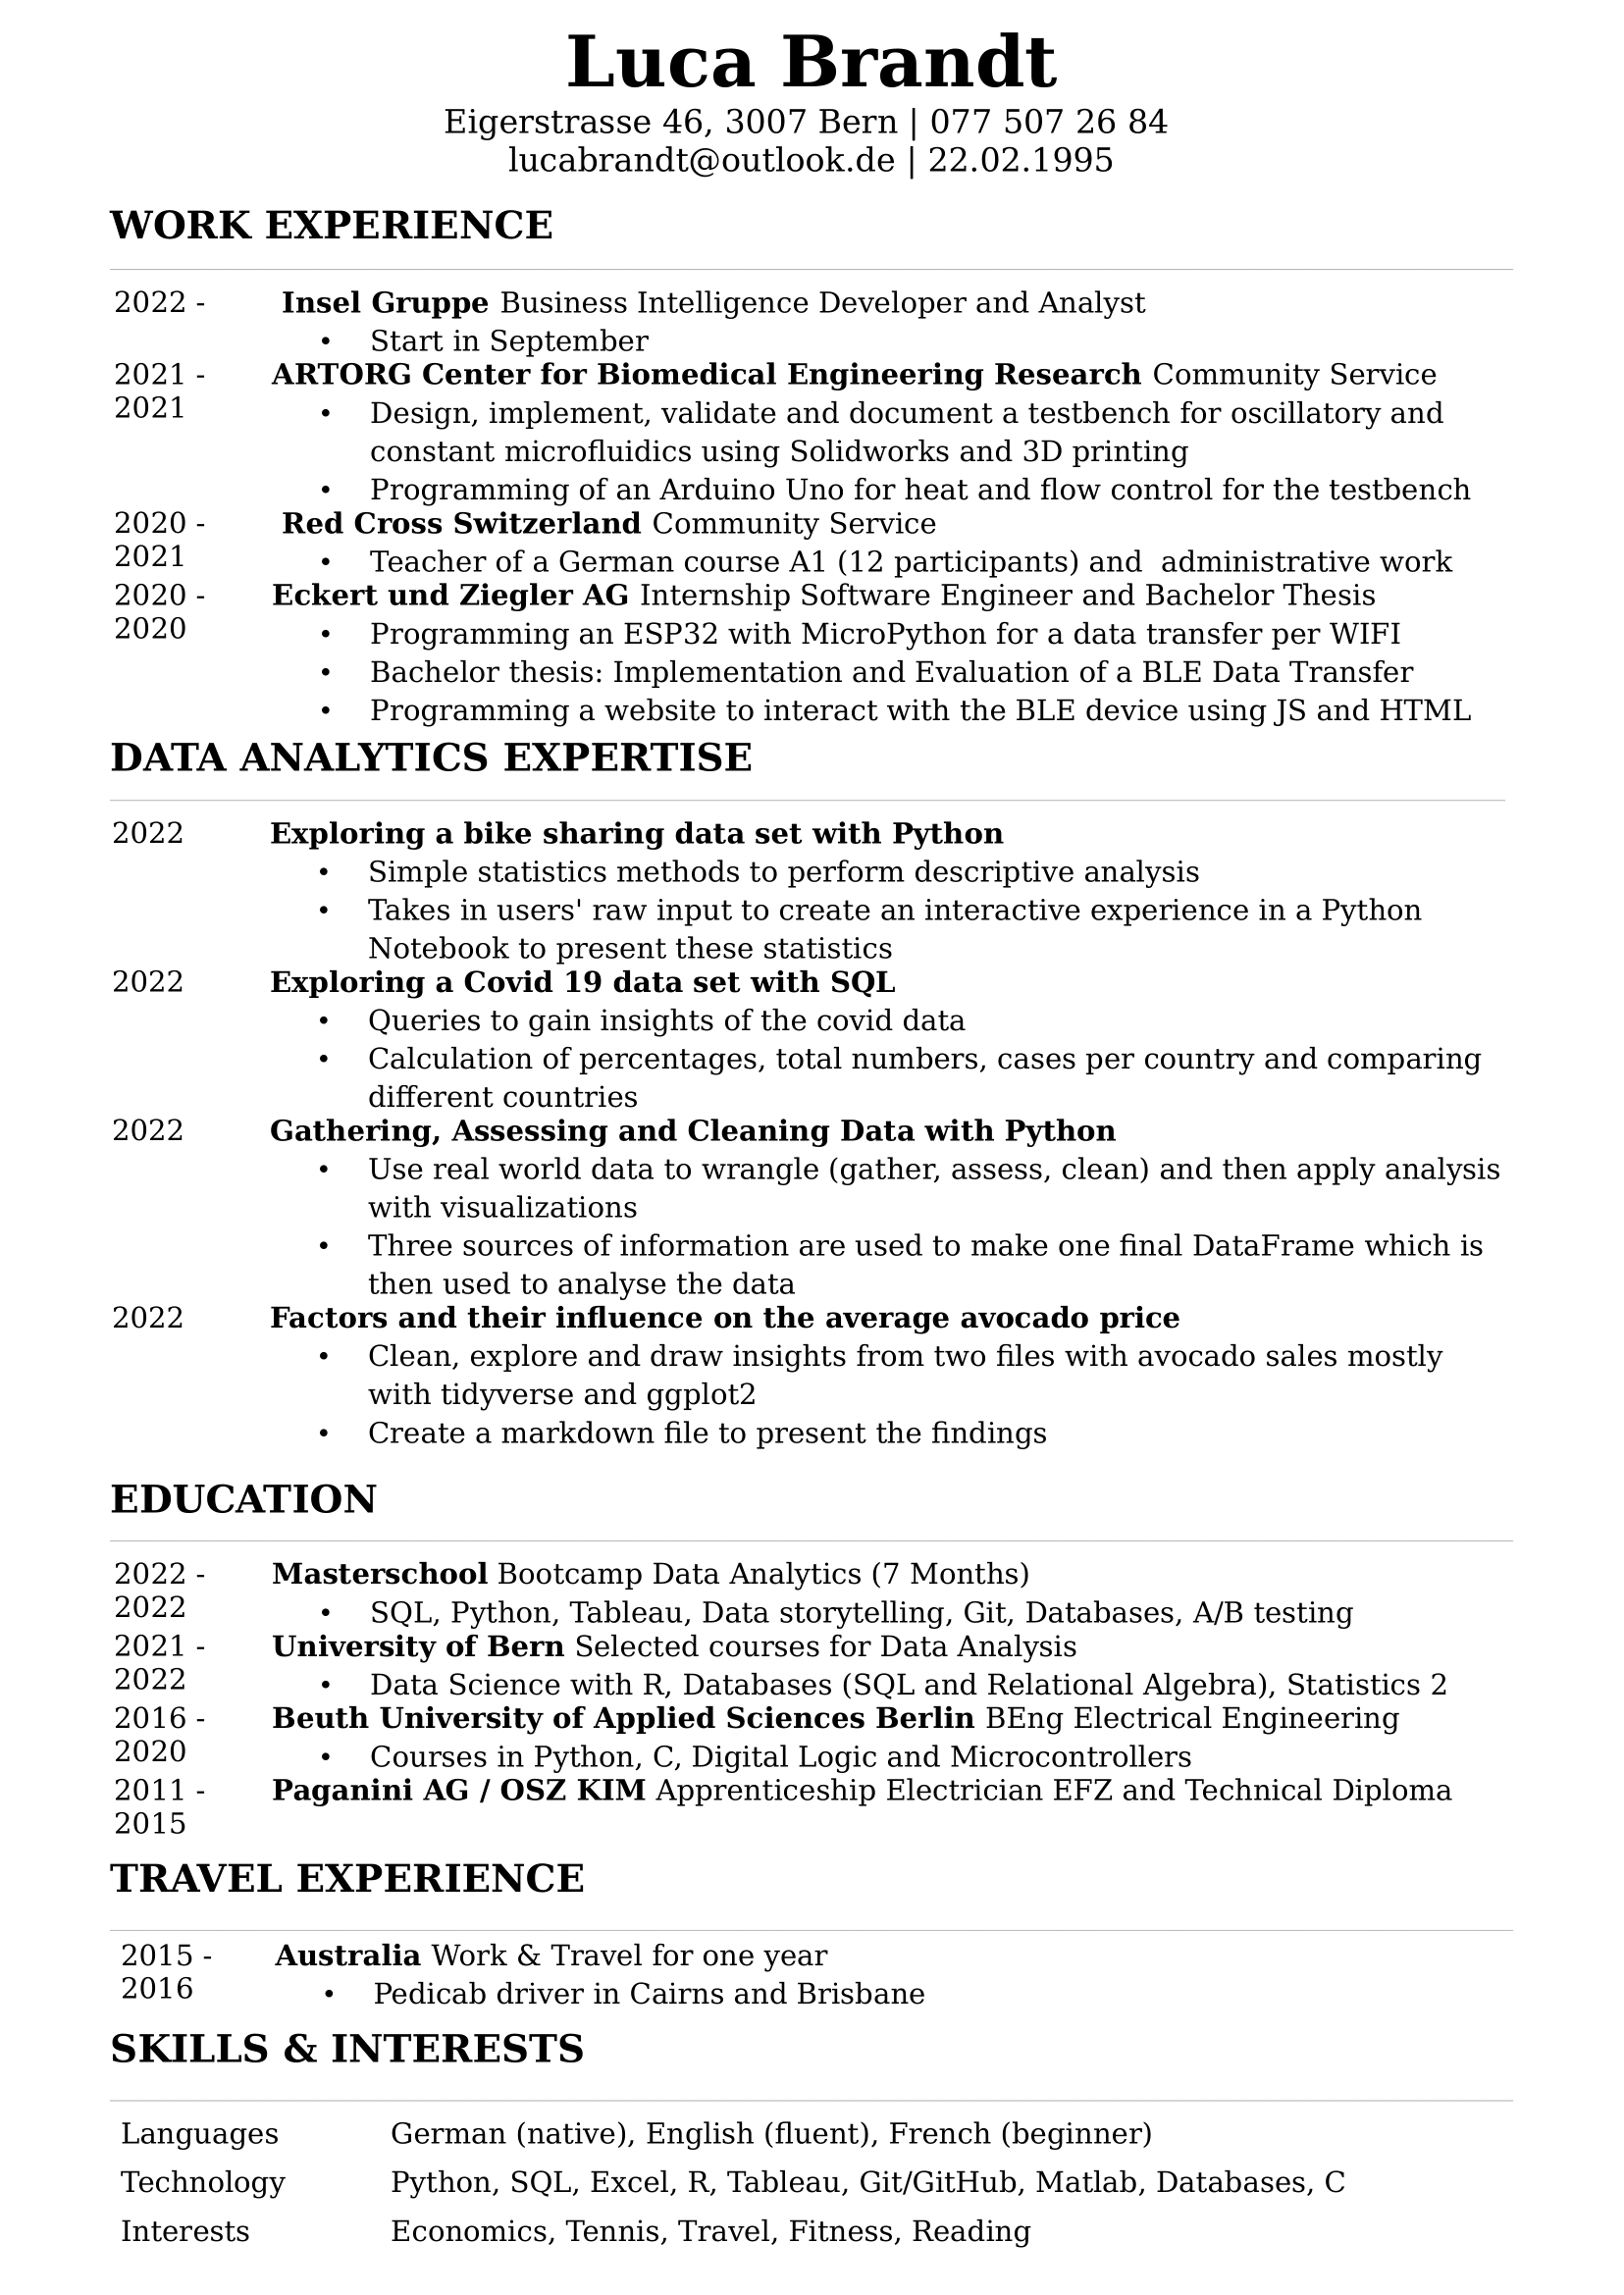 Luca Brandt
Eigerstrasse 46, 3007 Bern | 077 507 26 84
lucabrandt@outlook.de | 22.02.1995
WORK EXPERIENCE
2022 - Insel Gruppe Business Intelligence Developer and Analyst
• Start in September
2021 - ARTORG Center for Biomedical Engineering Research Community Service
2021 • Design, implement, validate and document a testbench for oscillatory and
constant microfluidics using Solidworks and 3D printing
• Programming of an Arduino Uno for heat and flow control for the testbench
2020 - Red Cross Switzerland Community Service
2021 • Teacher of a German course A1 (12 participants) and administrative work
2020 - Eckert und Ziegler AG Internship Software Engineer and Bachelor Thesis
2020 • Programming an ESP32 with MicroPython for a data transfer per WIFI
• Bachelor thesis: Implementation and Evaluation of a BLE Data Transfer
• Programming a website to interact with the BLE device using JS and HTML
DATA ANALYTICS EXPERTISE
2022 Exploring a bike sharing data set with Python
• Simple statistics methods to perform descriptive analysis
• Takes in users' raw input to create an interactive experience in a Python
Notebook to present these statistics
2022 Exploring a Covid 19 data set with SQL
• Queries to gain insights of the covid data
• Calculation of percentages, total numbers, cases per country and comparing
different countries
2022 Gathering, Assessing and Cleaning Data with Python
• Use real world data to wrangle (gather, assess, clean) and then apply analysis
with visualizations
• Three sources of information are used to make one final DataFrame which is
then used to analyse the data
2022 Factors and their influence on the average avocado price
• Clean, explore and draw insights from two files with avocado sales mostly
with tidyverse and ggplot2
• Create a markdown file to present the findings
EDUCATION
2022 - Masterschool Bootcamp Data Analytics (7 Months)
2022 • SQL, Python, Tableau, Data storytelling, Git, Databases, A/B testing
2021 - University of Bern Selected courses for Data Analysis
2022 • Data Science with R, Databases (SQL and Relational Algebra), Statistics 2
2016 - Beuth University of Applied Sciences Berlin BEng Electrical Engineering
2020 • Courses in Python, C, Digital Logic and Microcontrollers
2011 - Paganini AG / OSZ KIM Apprenticeship Electrician EFZ and Technical Diploma
2015
TRAVEL EXPERIENCE
2015 - Australia Work & Travel for one year
2016 • Pedicab driver in Cairns and Brisbane
SKILLS & INTERESTS
Languages German (native), English (fluent), French (beginner)
Technology Python, SQL, Excel, R, Tableau, Git/GitHub, Matlab, Databases, C
Interests Economics, Tennis, Travel, Fitness, Reading